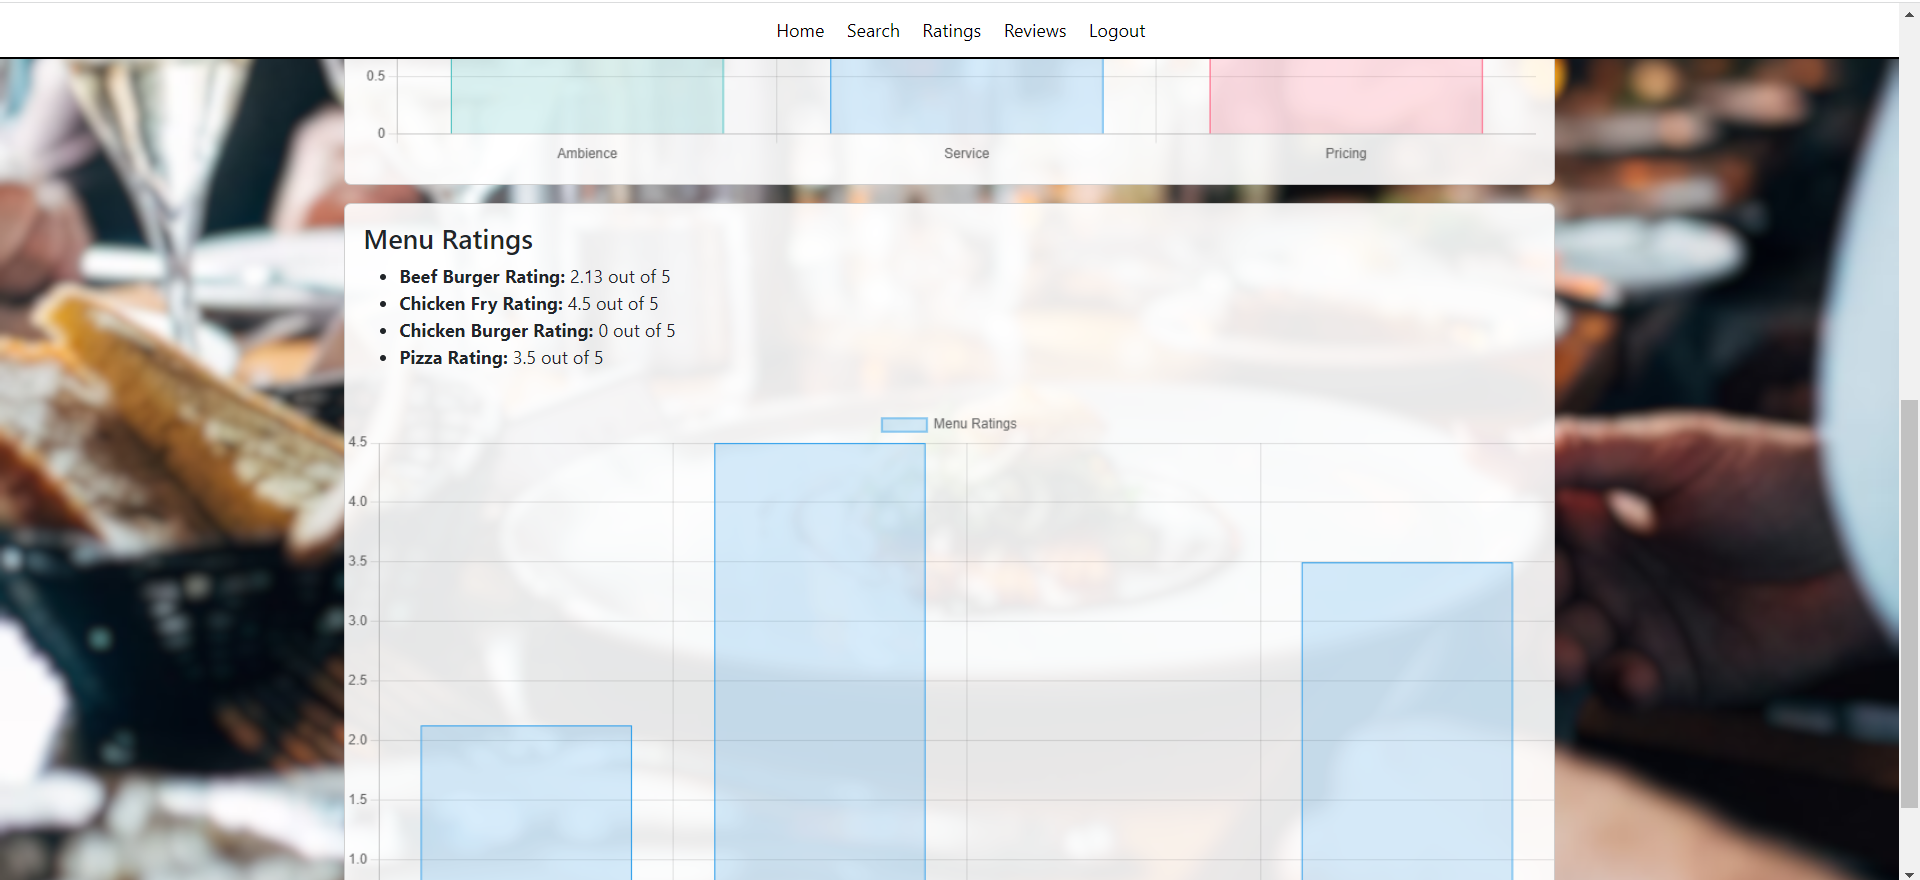 Home Search Ratings Reviews Logout
0.5
0
Ambience Service Pricing
Menu Ratings
Beef Burger Rating: 2.13 out of 5
Chicken Fry Rating: 4.5 out of 5
Chicken Burger Rating: 0 out of 5
Pizza Rating: 3.5 out of 5
Menu Ratings
4.5
4.0
3.5
3.0
2.5
2.0
1.5
1.0